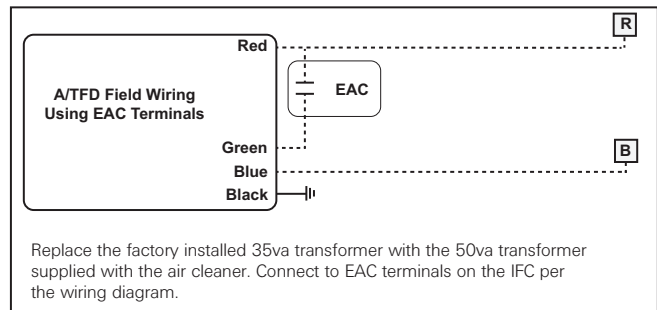 R
Red
A/TFD Field Wiring
Using EAC Terminals
EAC
Green
B
Blue
Black
Replace the factory installed 35va transformer with the 50va transformer
supplied with the air cleaner. Connect to EAC terminals on the IFC per
the wiring diagram.